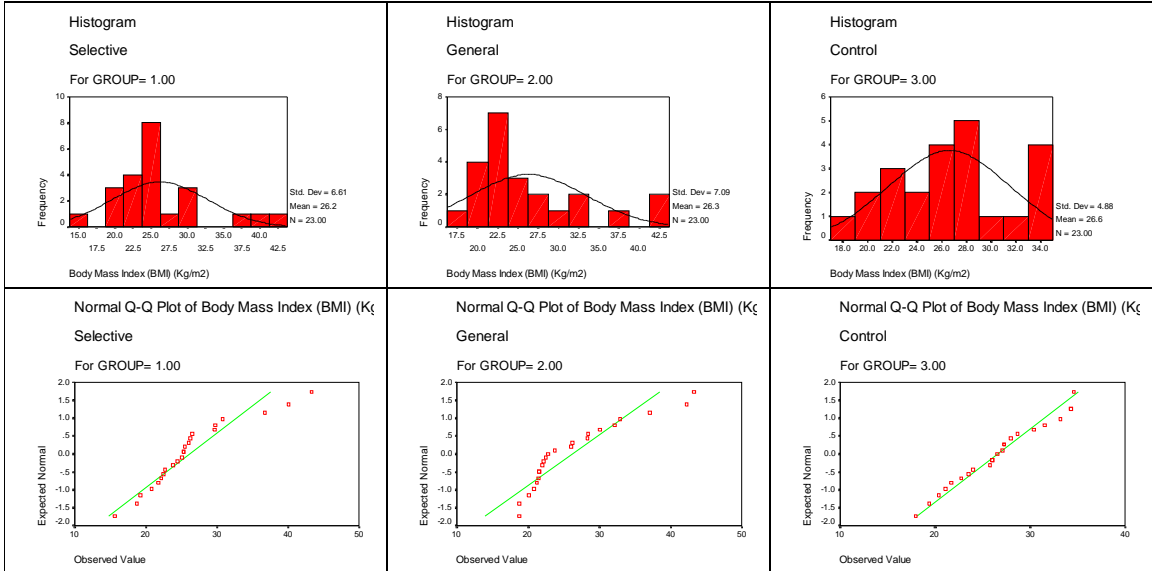 Histogram
Selective
For GROUP= 1.00
10
8
6
4
2
0
Frequency
15.0 20.0 25.0 30.0 35.0 40.0
17.5 22.5 27.5 32.5 37.5 42.5
Std. Dev = 6.61
Mean = 26.2
N = 23.00
Body Mass Index (BMI) (Kg/m2)
Histogram
General
For GROUP= 2.00
8
6
4
2
0
Frequency
17.5 22.5 27.5 32.5 37.5 42.5
20.0 25.0 30.0 35.0 40.0
Std. Dev = 7.09
Mean = 26.3
N = 23.00
Body Mass Index (BMI) (Kg/m2)
Histogram
Control
For GROUP= 3.00
6
5
4
3
2
1
0
Frequency
18.0 20.0 22.0 24.0 26.0 28.0 30.0 32.0 34.0
Std. Dev = 4.88
Mean = 26.6
N = 23.00
Body Mass Index (BMI) (Kg/m2)
Normal Q-Q Plot of Body Mass Index (BMI) (Kg
Selective
For GROUP= 1.00
2.0
1.5
1.0
.5
0.0
-.5
-1.0
-1.5
-2.0
Expected Normal
10 20 30 40 50
Observed Value
Normal Q-Q Plot of Body Mass Index (BMI) (Kg
General
For GROUP= 2.00
2.0
1.5
1.0
.5
0.0
-.5
-1.0
-1.5
-2.0
Expected Normal
10 20 30 40 50
Observed Value
Normal Q-Q Plot of Body Mass Index (BMI) (Kg
Control
For GROUP= 3.00
2.0
1.5
1.0
.5
0.0
-.5
-1.0
-1.5
-2.0
Expected Normal
10 20 30 40
Observed Value